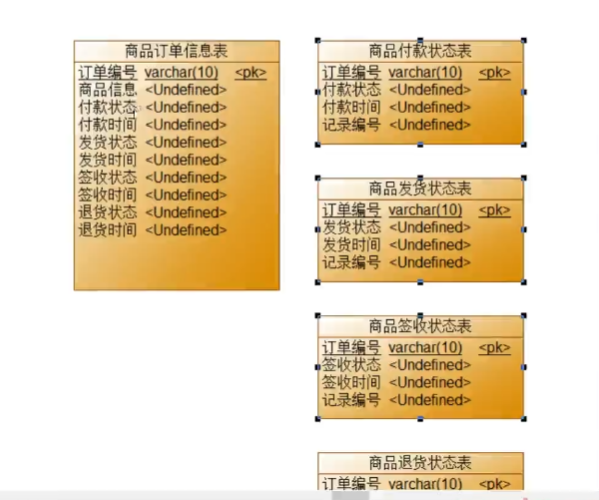 商品订单信息表
订单编号 varchar(10) <pk>
商品信息 <Undefined>
付款状态 <Undefined>
付款时间 <Undefined>
发货状态 <Undefined>
发货时间 <Undefined>
签收状态 <Undefined>
签收时间 <Undefined>
退货状态 <Undefined>
退货时间 <Undefined>
商品付款状态表
订单编号 varchar(10) <pk>
付款状态 <Undefined>
付款时间 <Undefined>
记录编号 <Undefined>
商品发货状态表
订单编号 varchar(10) <pk>
发货状态 <Undefined>
发货时间 <Undefined>
记录编号 <Undefined>
商品签收状态表
订单编号 varchar(10) <pk>
签收状态 <Undefined>
签收时间 <Undefined>
记录编号 <Undefined>
商品退货状态表
订单编号 varchar(10) <pk>